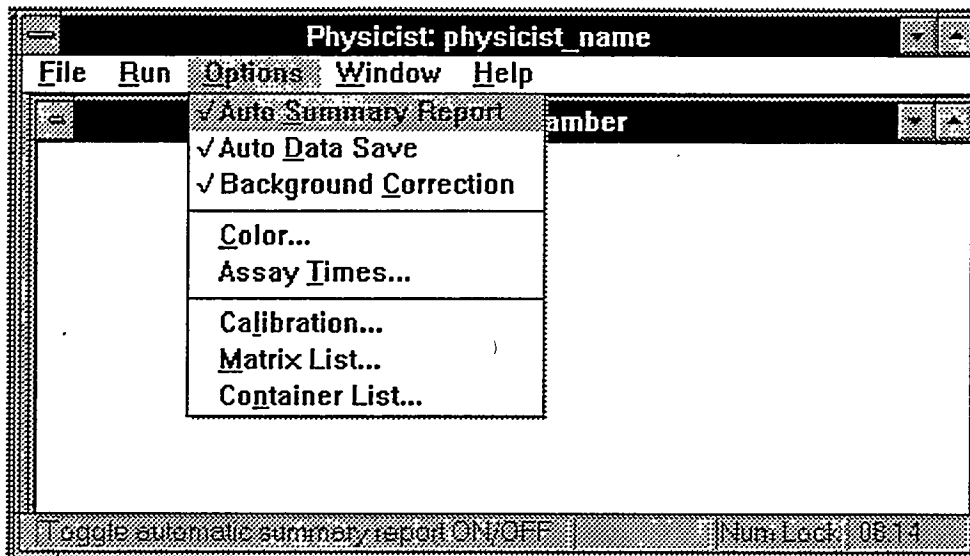 Physicist: physicist_name
File Run Options Window Help
amber
√ Auto Summary Report
√ Auto Data Save
√ Background Correction
Color...
Assay Times...
Calibration...
Matrix List...
Container List...
Toggle automatic summary report ON/OFF Num Lock 08:14